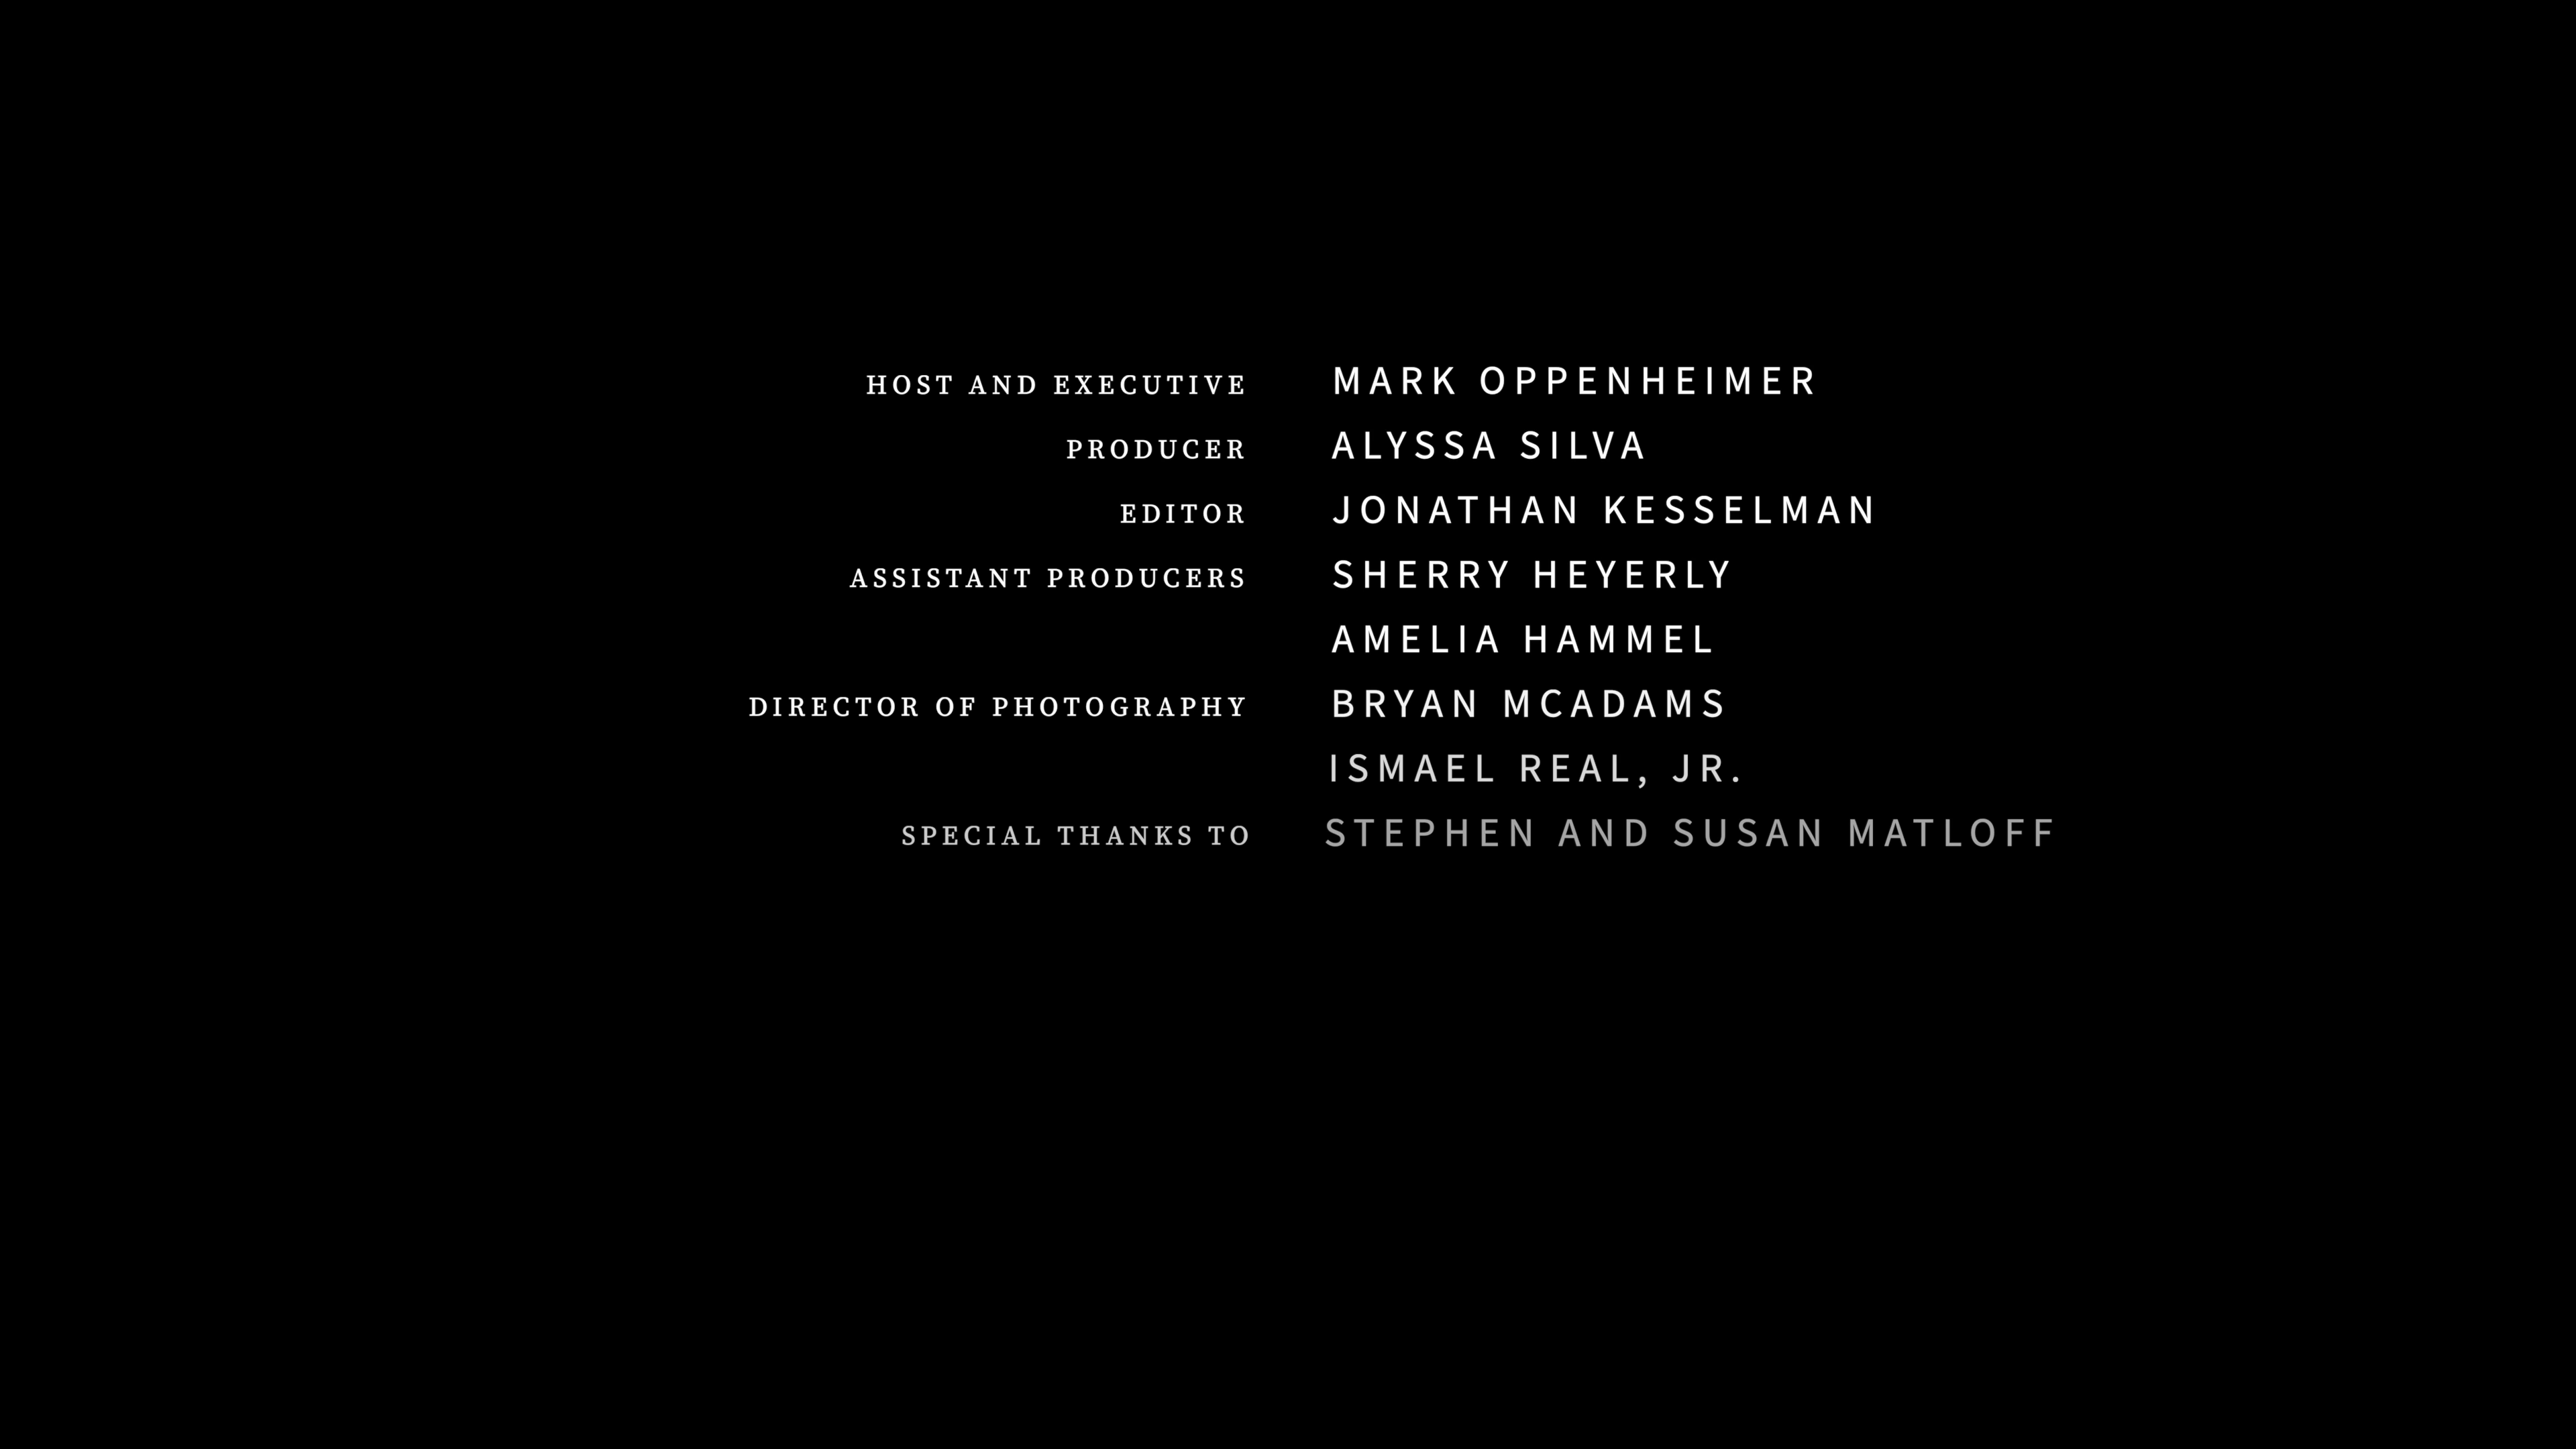 HOST AND EXECUTIVE MARK OPPENHEIMER
PRODUCER ALYSSA SILVA
EDITOR JONATHAN KESSELMAN
ASSISTANT PRODUCERS SHERRY HEYERLY
AMELIA HAMMEL
DIRECTOR OF PHOTOGRAPHY BRYAN MCADAMS
ISMAEL REAL, JR.
SPECIAL THANKS TO STEPHEN AND SUSAN MATLOFF